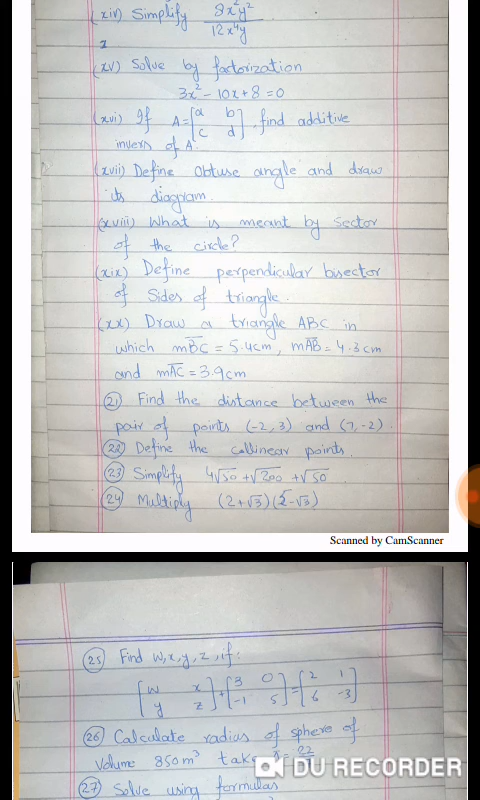 (xiv) Simplify 8x²y² / 12x⁴y
(xv) Solve by factorization
3x² - 10x + 8 = 0
(xvi) If A = [a b
c d], find additive
invers of A.
(xvii) Define Obtuse angle and draw
its diagram.
(xviii) What is meant by Sector
of the circle?
(xix) Define perpendicular bisector
of Sides of triangle.
(xx) Draw a triangle ABC in
which mBC = 5.4cm, mAB = 4.3cm
and mAC = 3.9cm
(21) Find the distance between the
pair of points (-2, 3) and (7, -2).
(22) Define the collinear points.
(23) Simplify 4√50 + √200 + √50
(24) Multiply (2+√3)(2-√3)
Scanned by CamScanner
(25) Find w,x,y,z, if:
[w x
y z] + [3 0
-1 5] = [2 1
6 -3]
(26) Calculate radius of sphere of
Volume 850m³ tak 22
DU RECORDER
(27) Solve using formulas